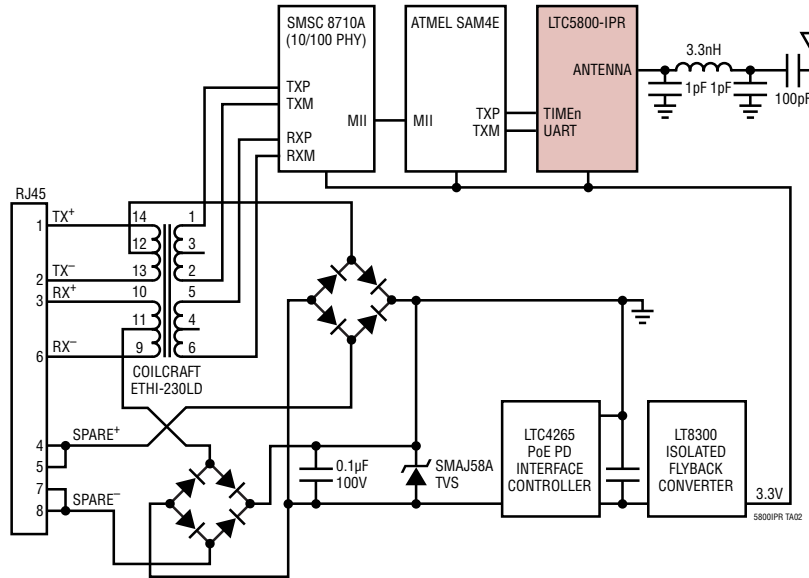 SMSC 8710A
(10/100 PHY)
TXP
TXM
RXP
RXM
MII
ATMEL SAM4E
MII
TXP
TXM
LTC5800-IPR
ANTENNA
TIMEn
UART
3.3nH
1pF 1pF
100pF
RJ45
1 TX+
2 TX−
3 RX+
6 RX−
4 SPARE+
5
7 SPARE−
8
14
12
13
10
11
9
1
3
2
5
4
6
COILCRAFT
ETHI-230LD
0.1µF
100V
SMAJ58A
TVS
LTC4265
PoE PD
INTERFACE
CONTROLLER
LT8300
ISOLATED
FLYBACK
CONVERTER
3.3V
5800IPR TA02